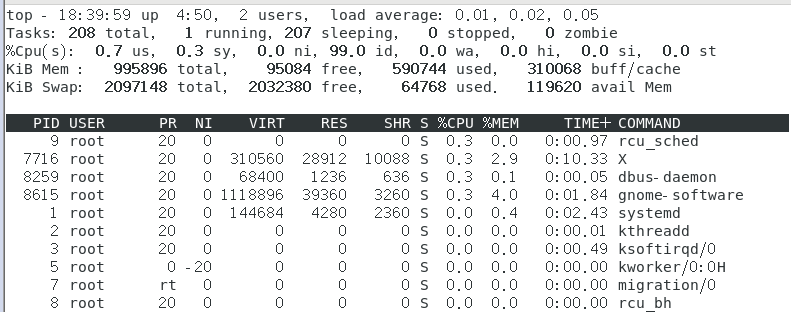 top - 18:39:59 up  4:50,  2 users,  load average: 0.01, 0.02, 0.05
Tasks: 208 total,   1 running, 207 sleeping,   0 stopped,   0 zombie
%Cpu(s):  0.7 us,  0.3 sy,  0.0 ni, 99.0 id,  0.0 wa,  0.0 hi,  0.0 si,  0.0 st
KiB Mem :   995896 total,    95084 free,   590744 used,   310068 buff/cache
KiB Swap:  2097148 total,  2032380 free,    64768 used.   119620 avail Mem
PID USER      PR  NI    VIRT    RES    SHR S %CPU %MEM     TIME+ COMMAND
9 root      20   0       0      0      0 S  0.3  0.0   0:00.97 rcu_sched
7716 root      20   0  310560  28912  10088 S  0.3  2.9   0:10.33 X
8259 root      20   0   68400   1236    636 S  0.3  0.1   0:00.05 dbus-daemon
8615 root      20   0 1118896  39360   3260 S  0.3  4.0   0:01.84 gnome-software
1 root      20   0  144684   4280   2360 S  0.0  0.4   0:02.43 systemd
2 root      20   0       0      0      0 S  0.0  0.0   0:00.01 kthreadd
3 root      20   0       0      0      0 S  0.0  0.0   0:00.49 ksoftirqd/0
5 root       0 -20       0      0      0 S  0.0  0.0   0:00.00 kworker/0:0H
7 root      rt   0       0      0      0 S  0.0  0.0   0:00.00 migration/0
8 root      20   0       0      0      0 S  0.0  0.0   0:00.00 rcu_bh